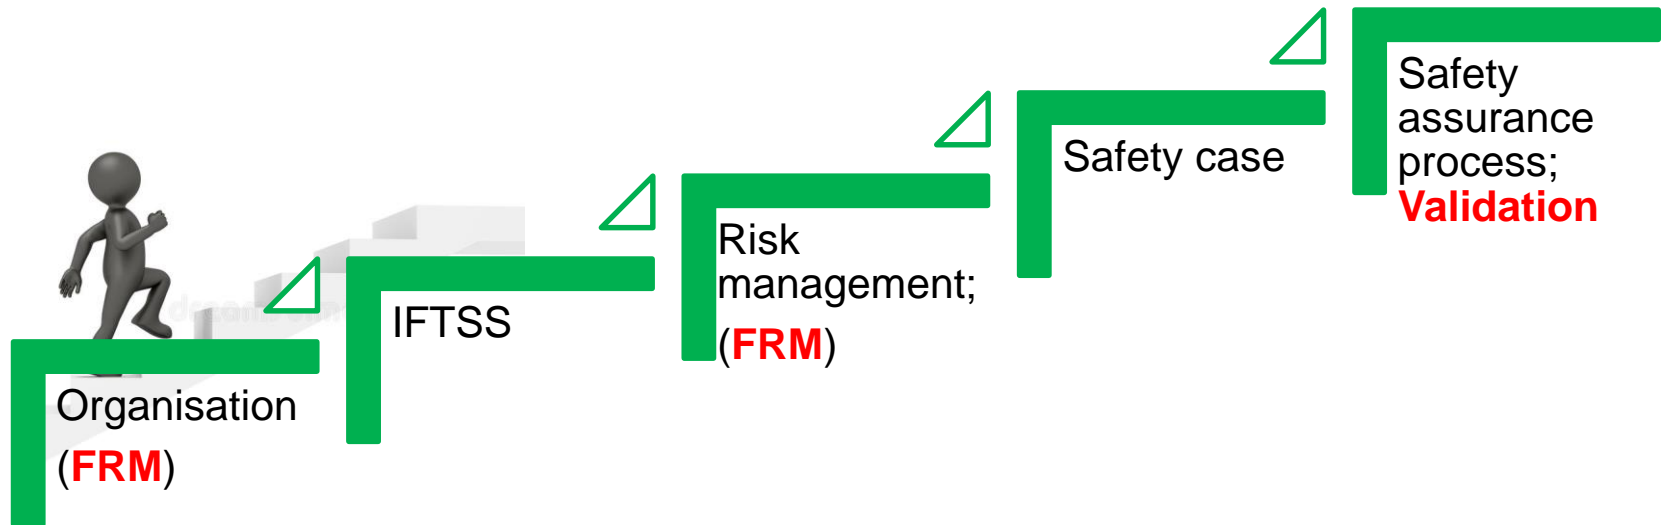 Organisation
(FRM)
IFTSS
Risk
management;
(FRM)
Safety case
Safety
assurance
process;
Validation